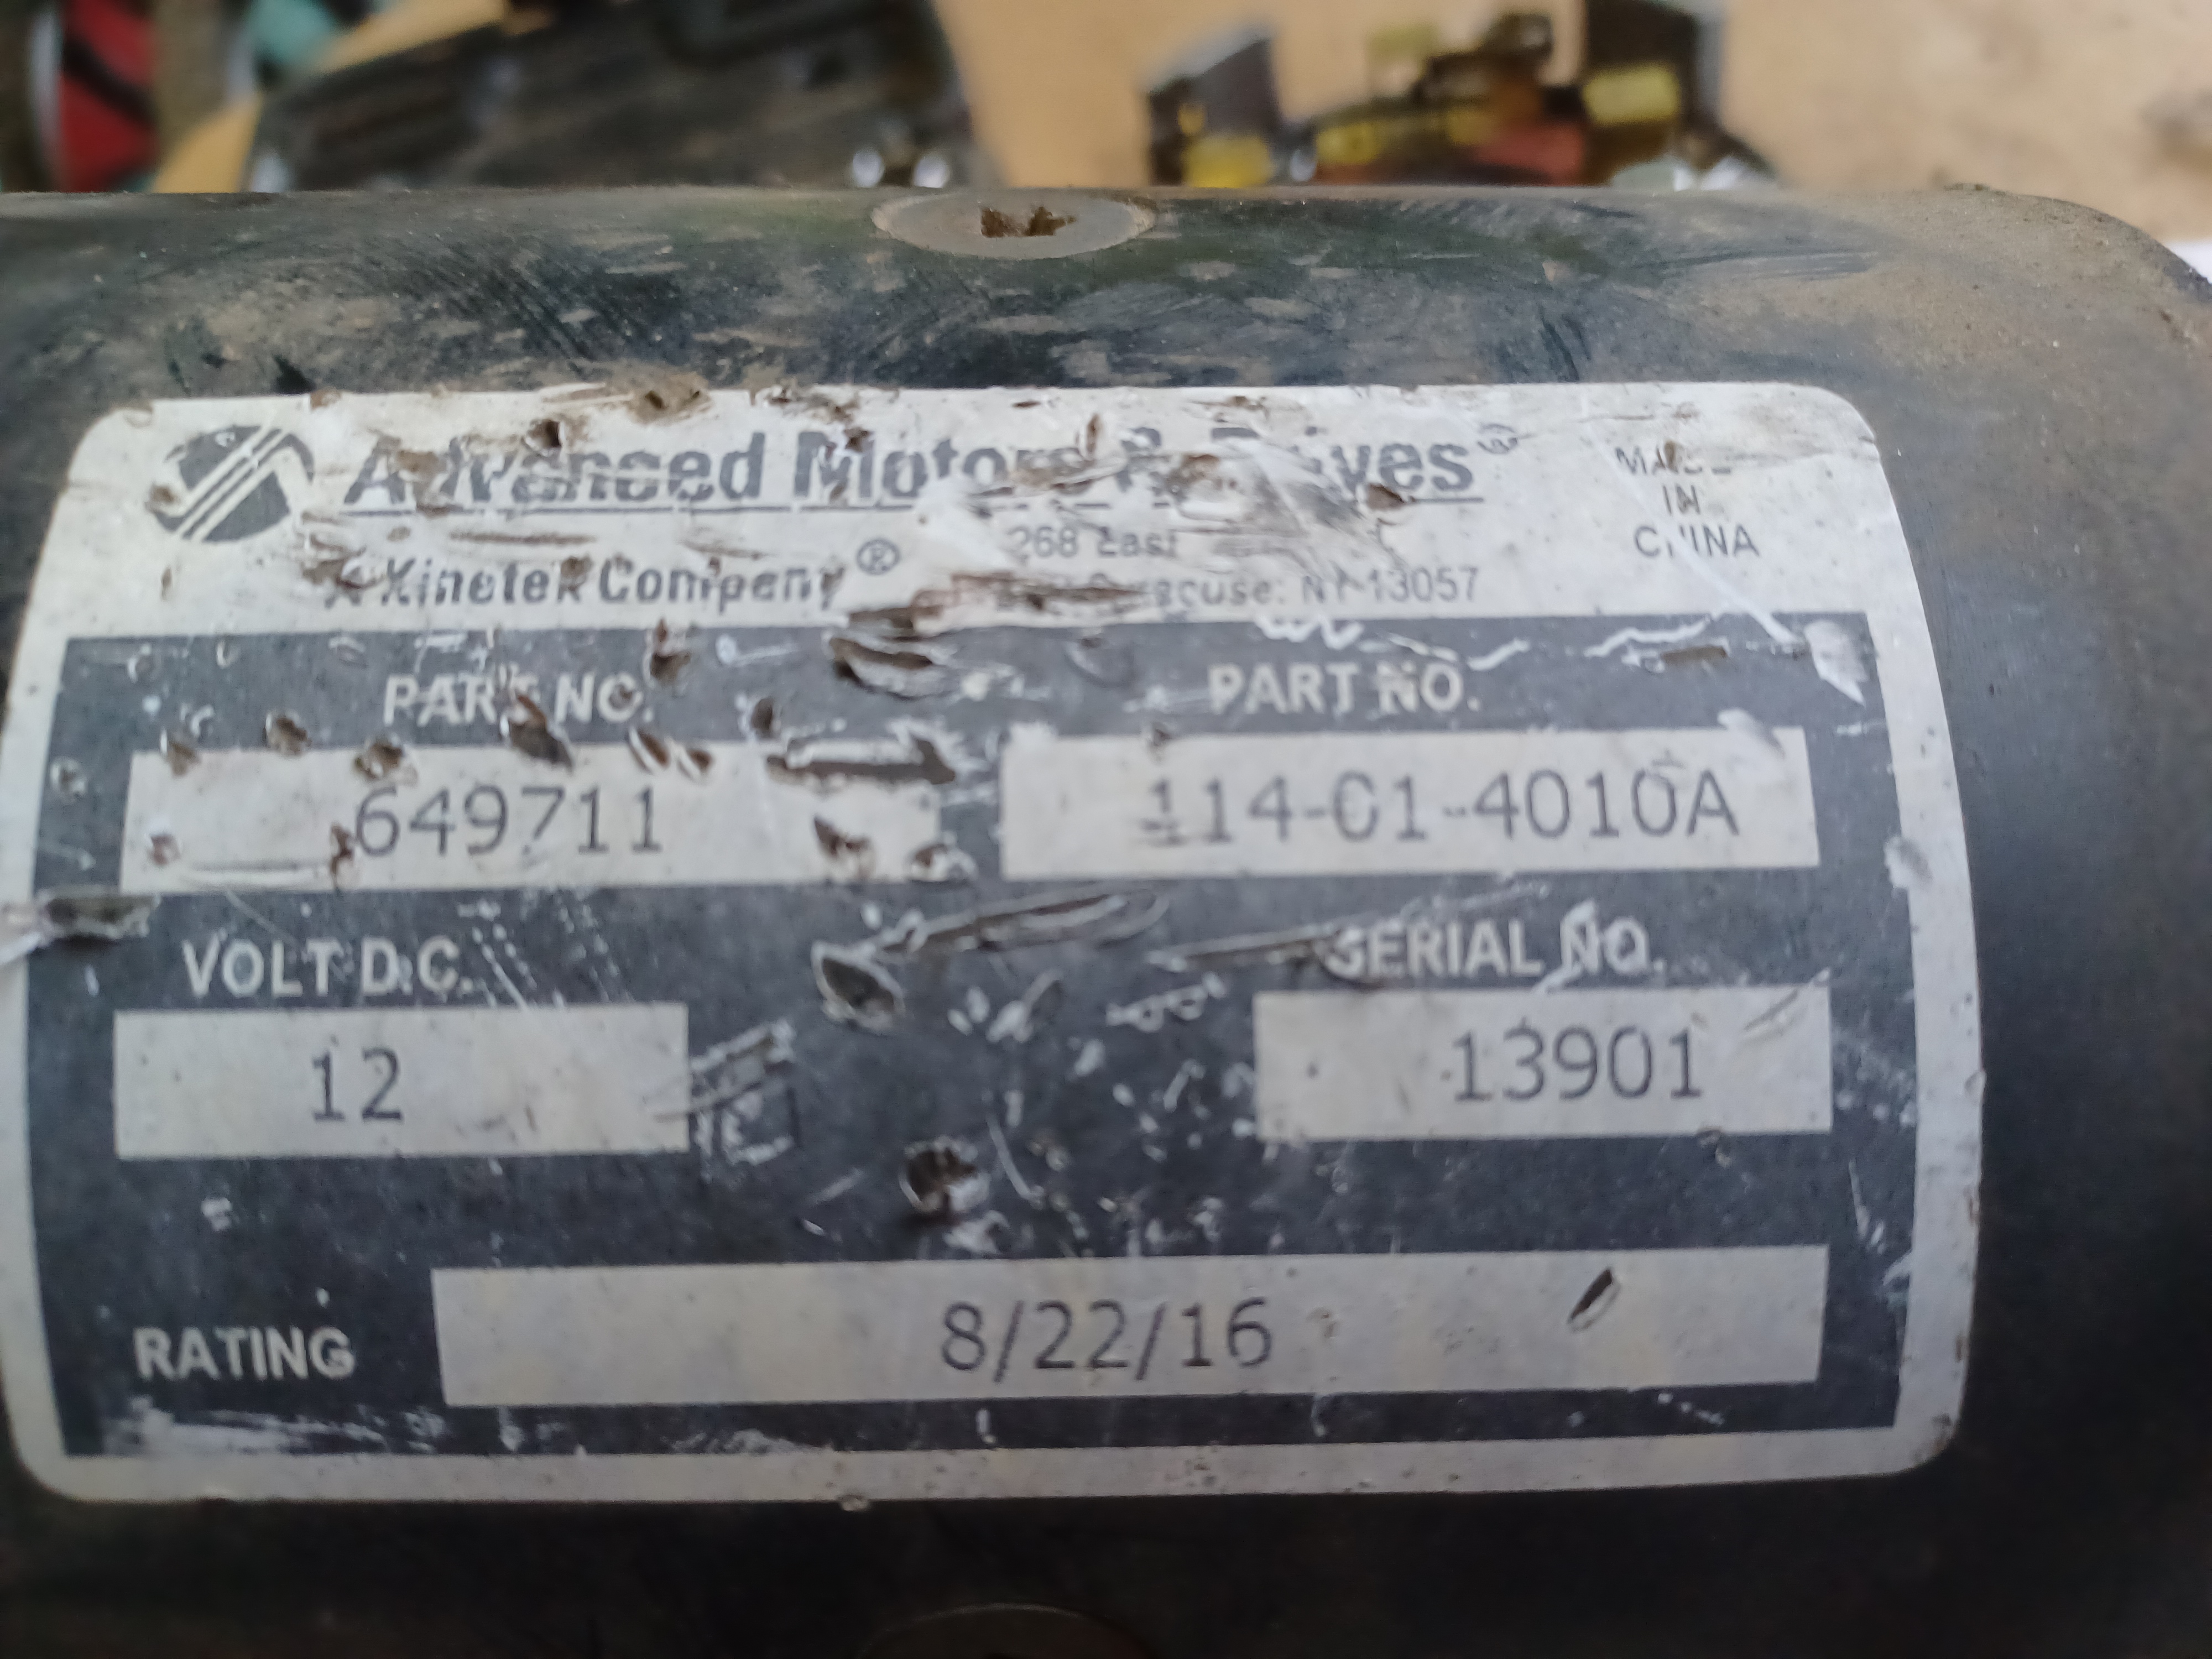 Advanced Motors & Drives®
MADE
IN
CHINA
A Kinetek Company®
268 East
Syracuse. NY 13057
PART NO.
PART NO.
649711
114-01-4010A
VOLT D.C.
SERIAL NO.
12
13901
RATING
8/22/16